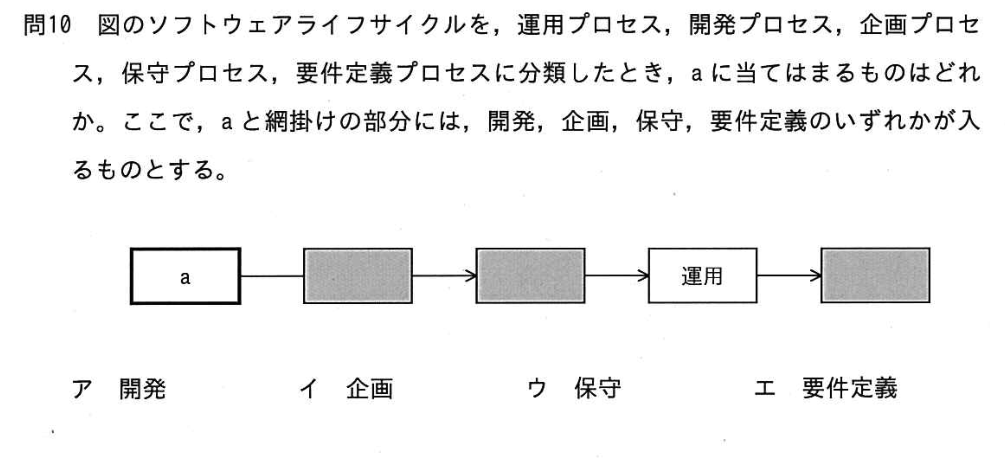 問10 図のソフトウェアライフサイクルを，運用プロセス，開発プロセス，企画プロセ
ス，保守プロセス，要件定義プロセスに分類したとき，aに当てはまるものはどれ
か。ここで，aと網掛けの部分には，開発，企画，保守，要件定義のいずれかが入
るものとする。
a 運用
ア 開発 イ 企画 ウ 保守 エ 要件定義